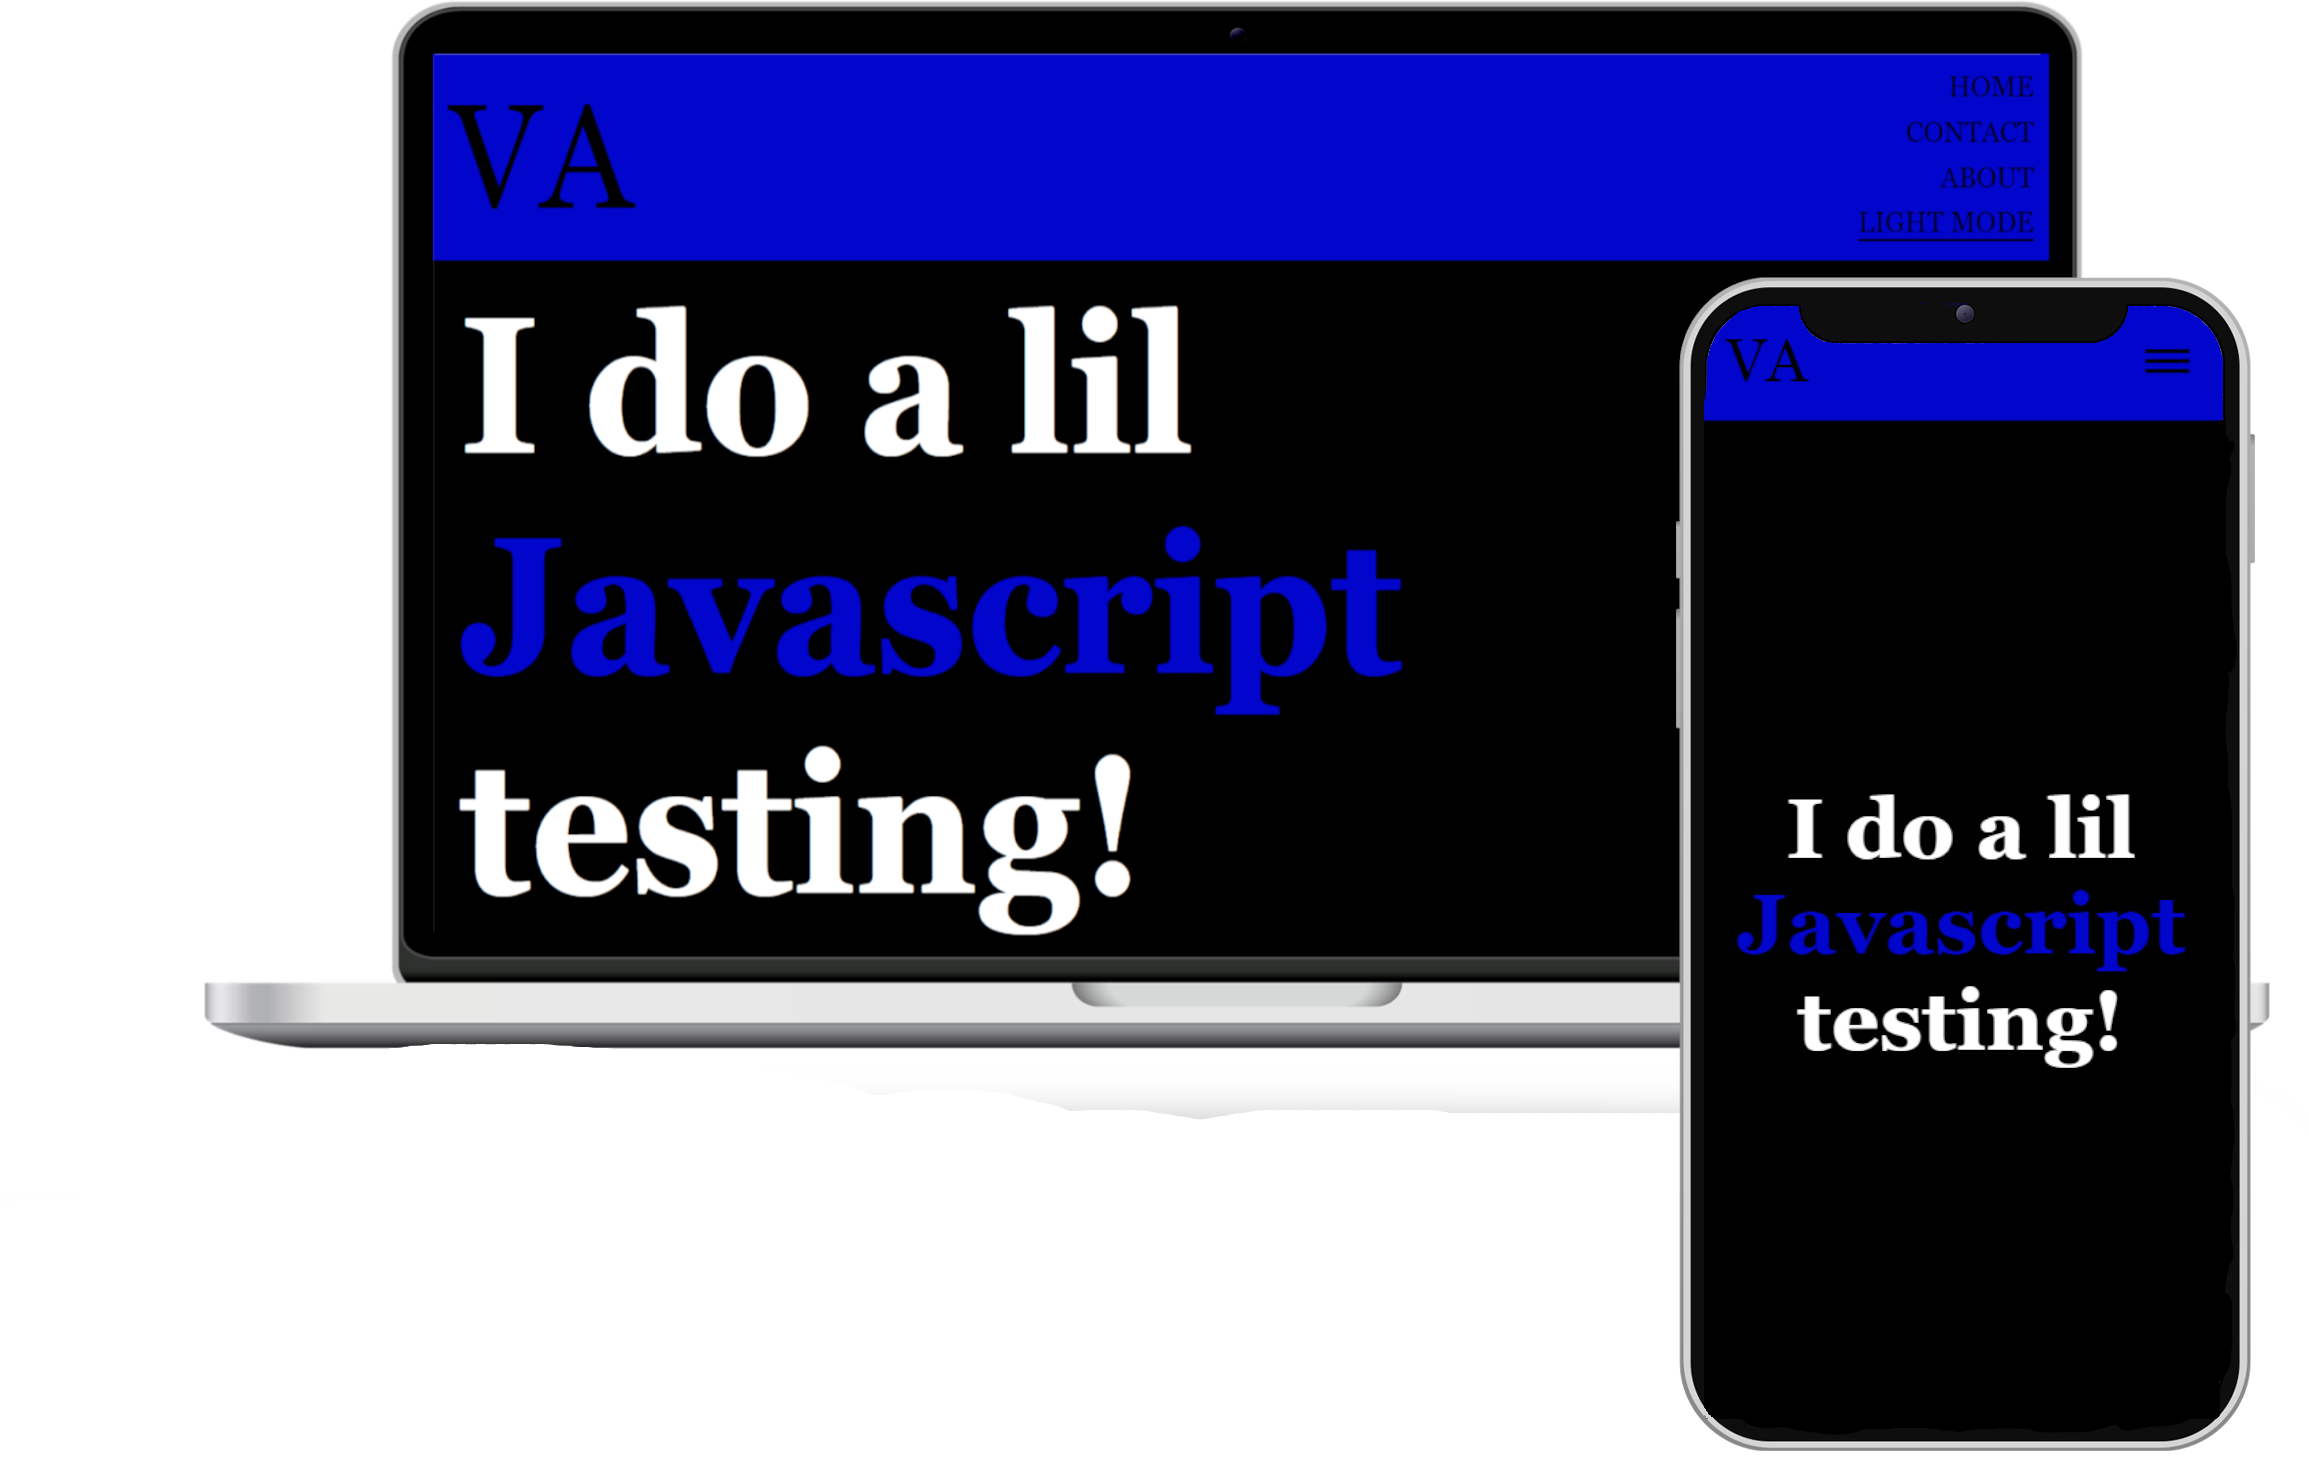 VA
HOME
CONTACT
ABOUT
LIGHT MODE
I do a lil
Javascript
testing!
VA
I do a lil
Javascript
testing!